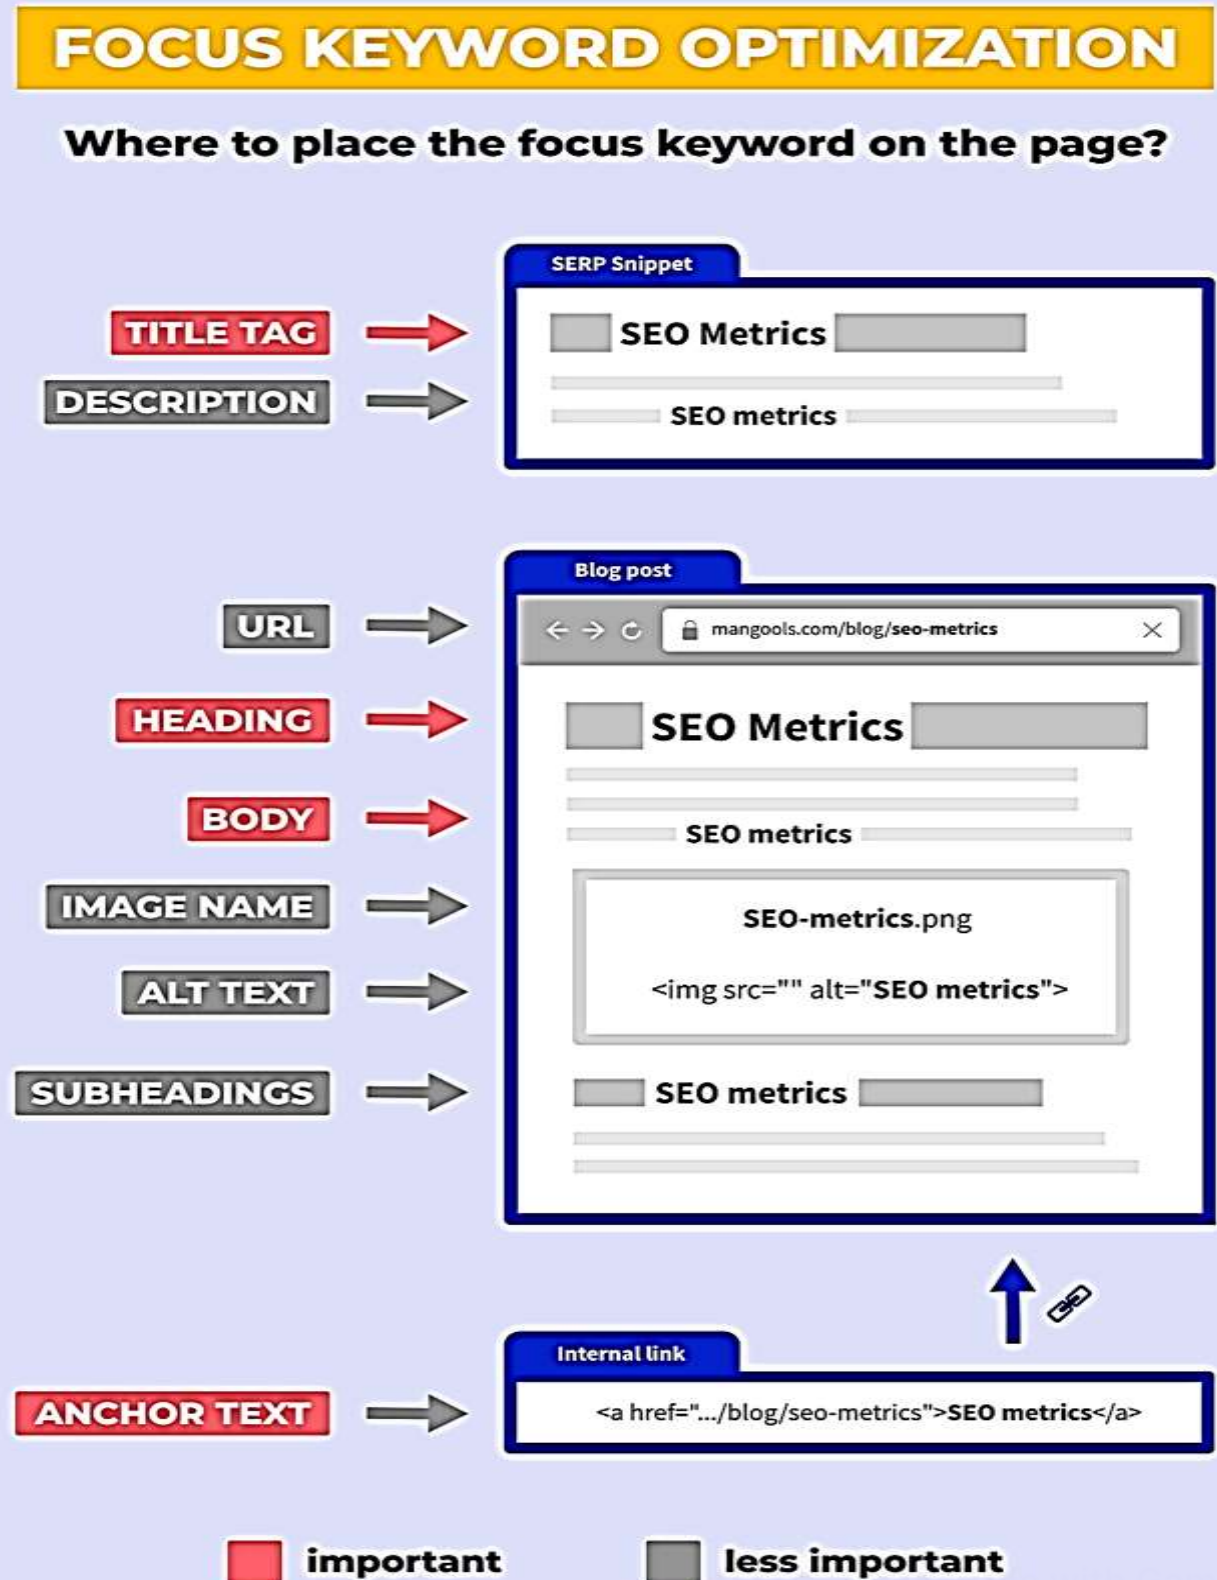 FOCUS KEYWORD OPTIMIZATION
Where to place the focus keyword on the page?
SERP Snippet
TITLE TAG
SEO Metrics
DESCRIPTION
SEO metrics
Blog post
URL
mangools.com/blog/seo-metrics
HEADING
SEO Metrics
BODY
SEO metrics
IMAGE NAME
SEO-metrics.png
ALT TEXT
<img src="" alt="SEO metrics">
SUBHEADINGS
SEO metrics
Internal link
ANCHOR TEXT
<a href=".../blog/seo-metrics">SEO metrics</a>
important
less important